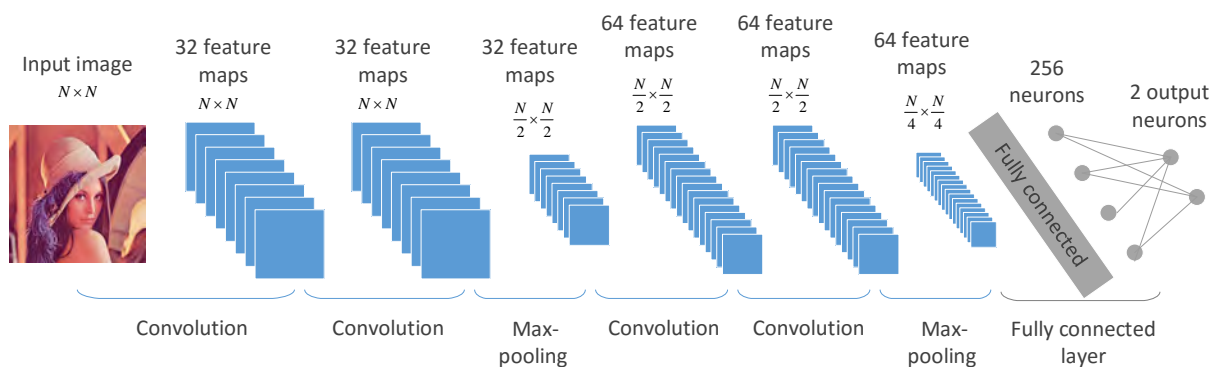 Input image
N × N
32 feature
maps
N × N
32 feature
maps
N × N
32 feature
maps
N/2 × N/2
64 feature
maps
N/2 × N/2
64 feature
maps
N/2 × N/2
64 feature
maps
N/4 × N/4
256
neurons
2 output
neurons
Fully connected
Convolution
Convolution
Max-
pooling
Convolution
Convolution
Max-
pooling
Fully connected
layer